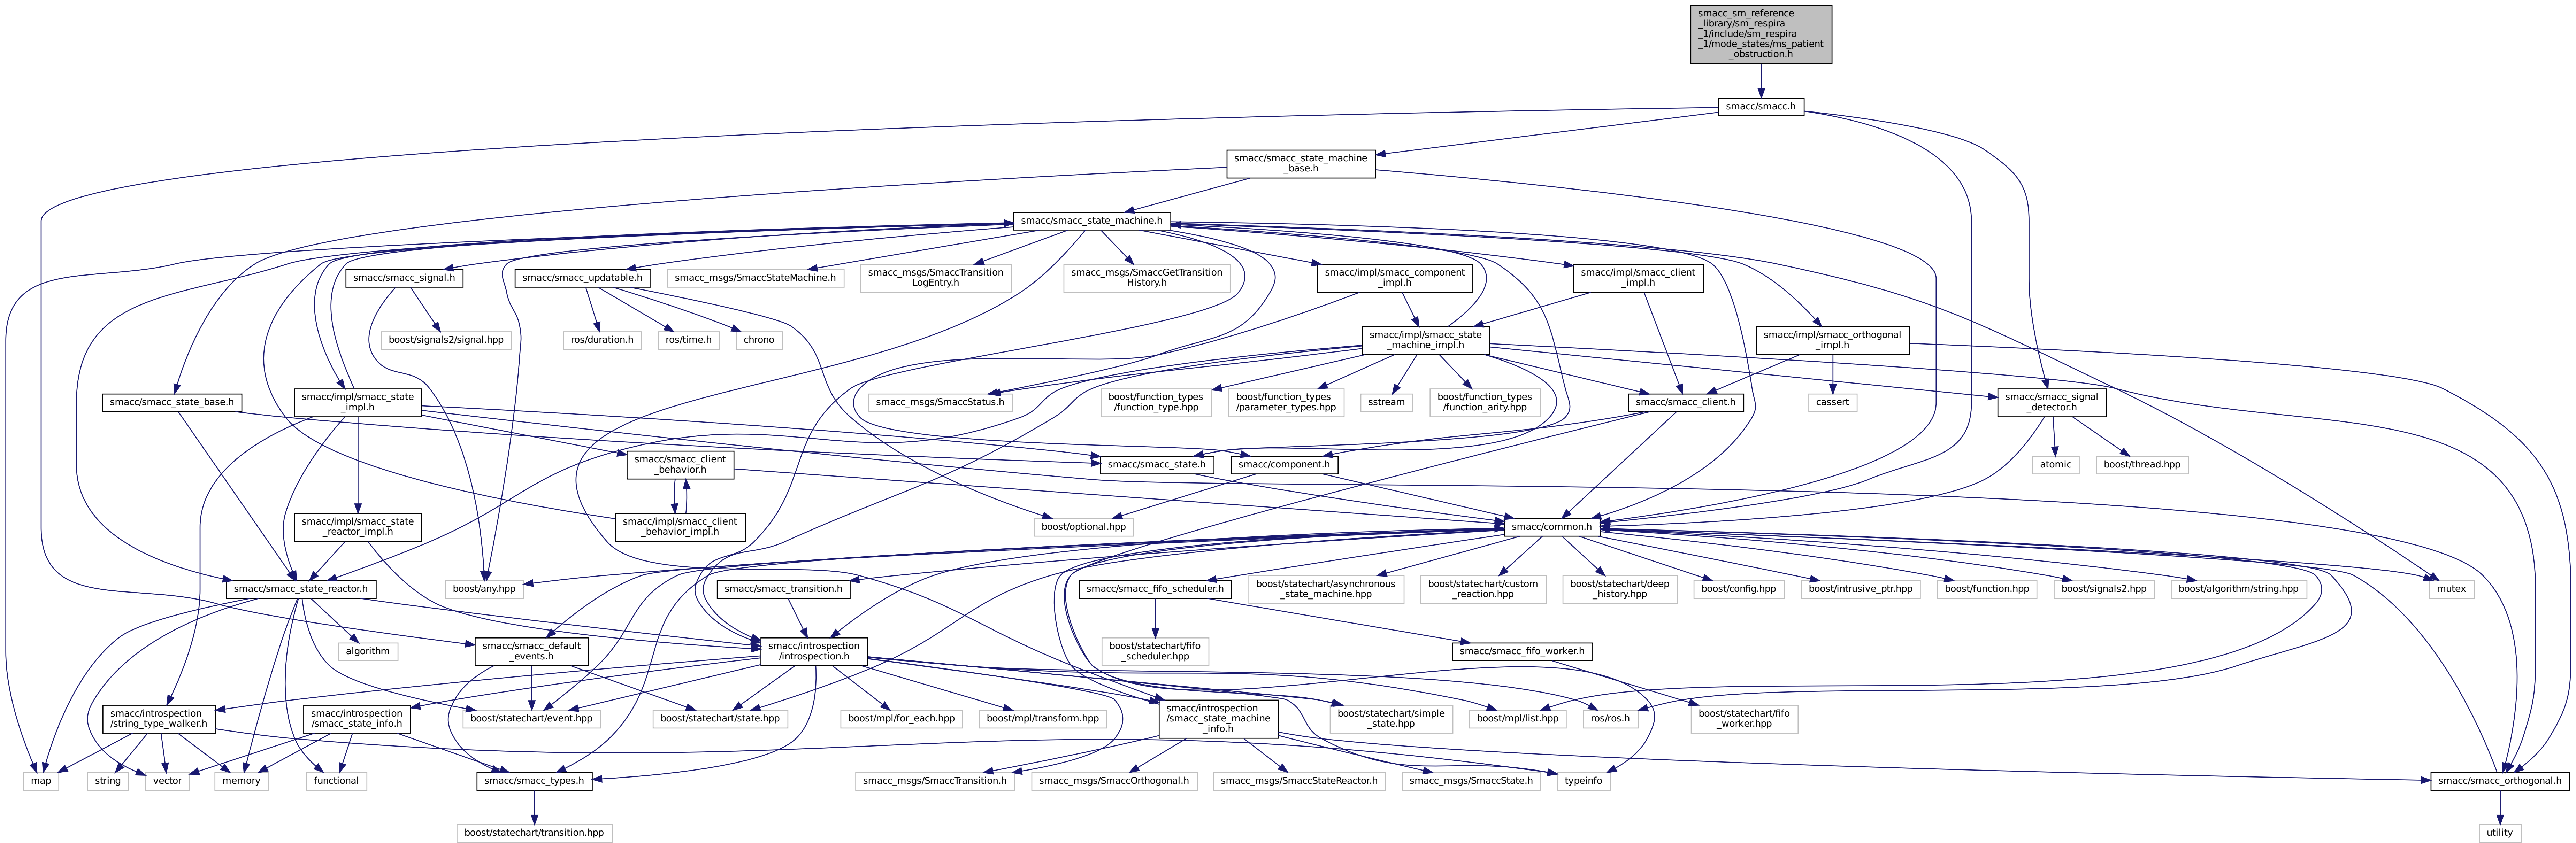 smacc_sm_reference
_library/sm_respira
_1/include/sm_respira
_1/mode_states/ms_patient
_obstruction.h
smacc/smacc.h
smacc/smacc_state_machine
_base.h
smacc/smacc_state_machine.h
smacc/smacc_signal.h
smacc/smacc_updatable.h
smacc_msgs/SmaccStateMachine.h
smacc_msgs/SmaccTransition
LogEntry.h
smacc_msgs/SmaccGetTransition
History.h
smacc/impl/smacc_component
_impl.h
smacc/impl/smacc_client
_impl.h
boost/signals2/signal.hpp
ros/duration.h
ros/time.h
chrono
smacc/impl/smacc_state
_machine_impl.h
smacc/impl/smacc_orthogonal
_impl.h
smacc/smacc_state_base.h
smacc/impl/smacc_state
_impl.h
smacc_msgs/SmaccStatus.h
boost/function_types
/function_type.hpp
boost/function_types
/parameter_types.hpp
sstream
boost/function_types
/function_arity.hpp
smacc/smacc_client.h
cassert
smacc/smacc_signal
_detector.h
smacc/smacc_client
_behavior.h
smacc/smacc_state.h
smacc/component.h
atomic
boost/thread.hpp
smacc/impl/smacc_state
_reactor_impl.h
smacc/impl/smacc_client
_behavior_impl.h
boost/optional.hpp
smacc/common.h
smacc/smacc_state_reactor.h
boost/any.hpp
smacc/smacc_transition.h
smacc/smacc_fifo_scheduler.h
boost/statechart/asynchronous
_state_machine.hpp
boost/statechart/custom
_reaction.hpp
boost/statechart/deep
_history.hpp
boost/config.hpp
boost/intrusive_ptr.hpp
boost/function.hpp
boost/signals2.hpp
boost/algorithm/string.hpp
mutex
algorithm
smacc/smacc_default
_events.h
smacc/introspection
/introspection.h
boost/statechart/fifo
_scheduler.hpp
smacc/smacc_fifo_worker.h
smacc/introspection
/string_type_walker.h
smacc/introspection
/smacc_state_info.h
boost/statechart/event.hpp
boost/statechart/state.hpp
boost/mpl/for_each.hpp
boost/mpl/transform.hpp
smacc/introspection
/smacc_state_machine
_info.h
boost/statechart/simple
_state.hpp
boost/mpl/list.hpp
ros/ros.h
boost/statechart/fifo
_worker.hpp
map
string
vector
memory
functional
smacc/smacc_types.h
smacc_msgs/SmaccTransition.h
smacc_msgs/SmaccOrthogonal.h
smacc_msgs/SmaccStateReactor.h
smacc_msgs/SmaccState.h
typeinfo
smacc/smacc_orthogonal.h
boost/statechart/transition.hpp
utility